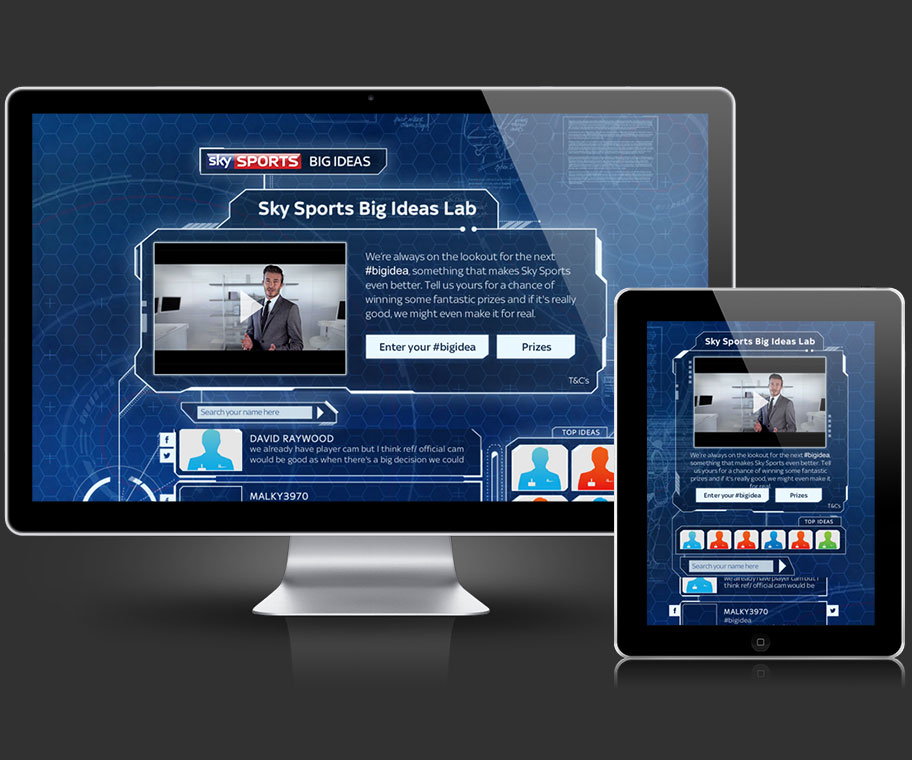 sky SPORTS BIG IDEAS
Sky Sports Big Ideas Lab
We're always on the lookout for the next
#bigidea, something that makes Sky Sports
even better. Tell us yours for a chance of
winning some fantastic prizes and if it's really
good, we might even make it for real.
Enter your #bigidea
Prizes
T&C's
Search your name here
DAVID RAYWOOD
we already have player cam but I think ref/ official cam
would be good as when there's a big decision we could
TOP IDEAS
MALKY3970
Sky Sports Big Ideas Lab
We're always on the lookout for the next #bigidea,
something that makes Sky Sports even better. Tell
us yours for a chance of winning some fantastic
prizes and if it's really good, we might even make it
for real.
Enter your #bigidea
Prizes
T&C's
TOP IDEAS
Search your name here
we already have player cam but I
think ref/ official cam would be
MALKY3970
#bigidea